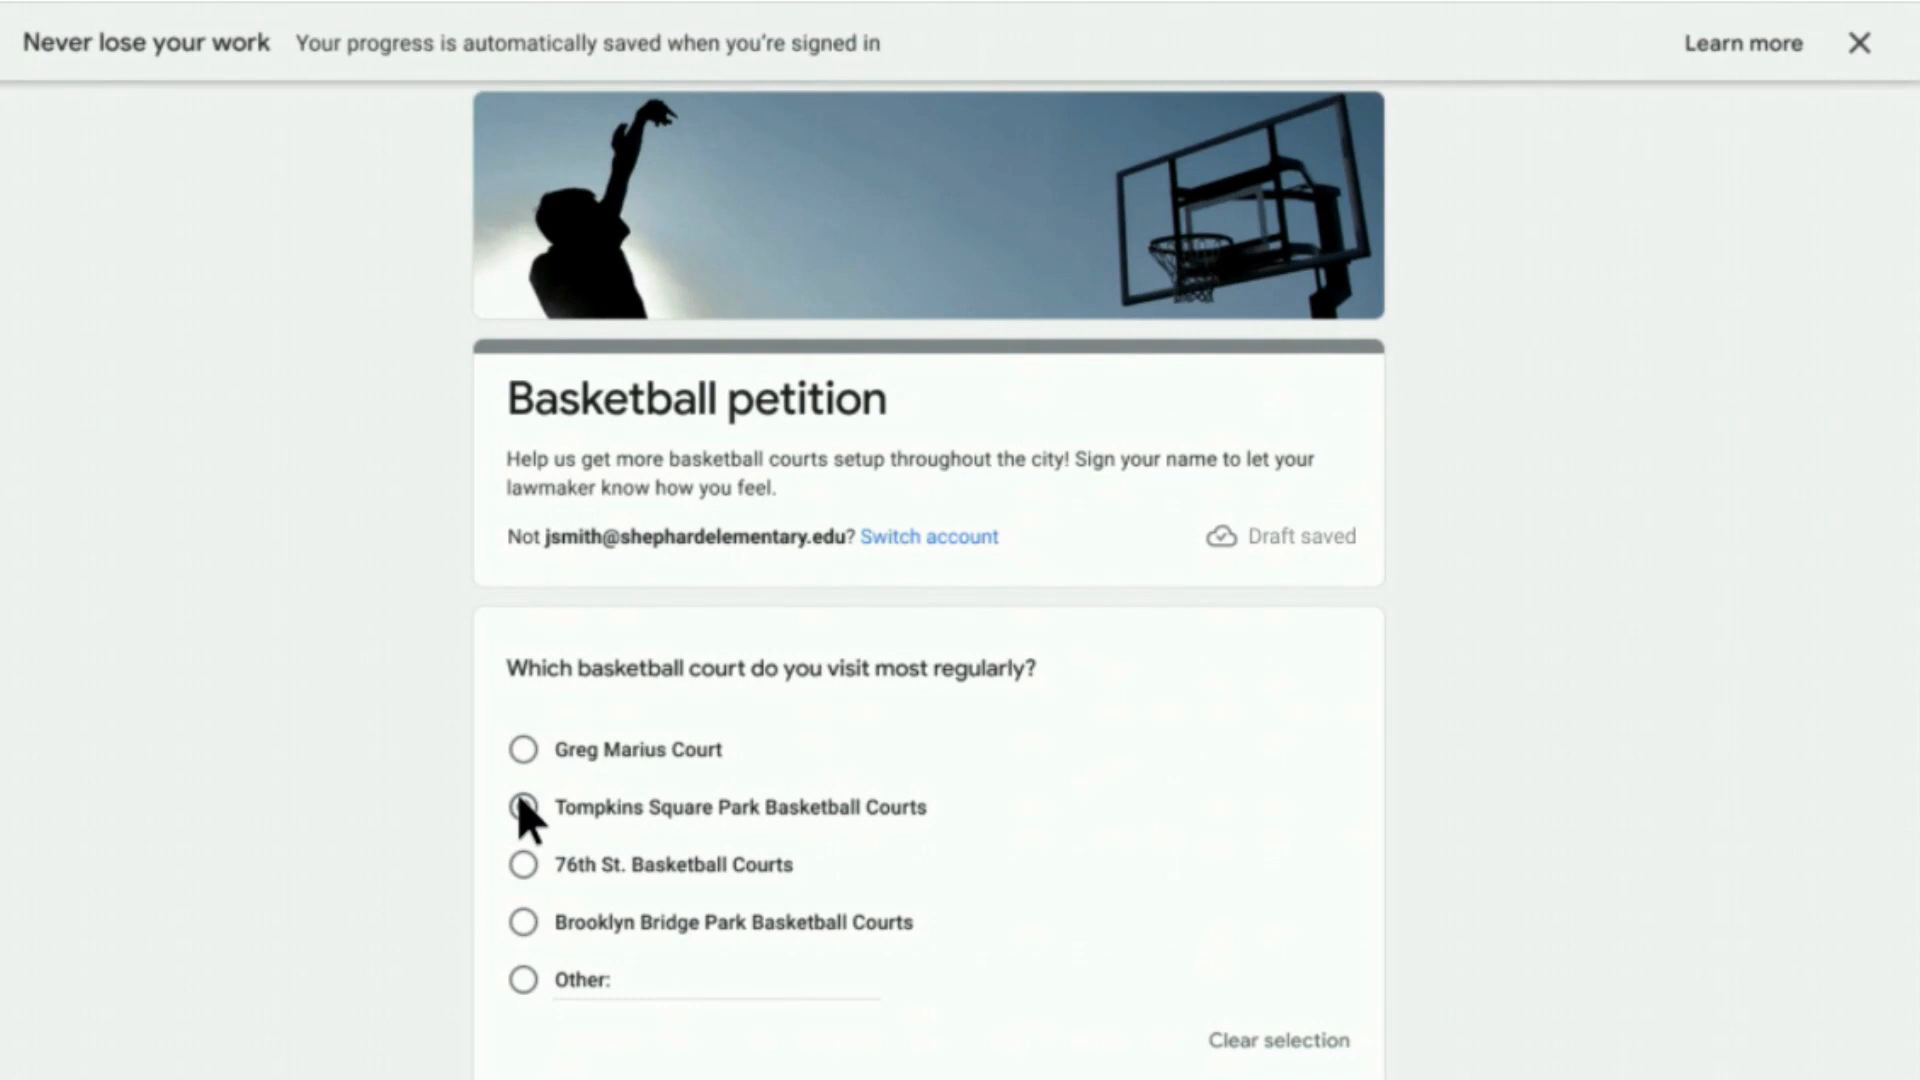 Never lose your work Your progress is automatically saved when you're signed in Learn more
Basketball petition
Help us get more basketball courts setup throughout the city! Sign your name to let your
lawmaker know how you feel.
Not jsmith@shephardelementary.edu? Switch account Draft saved
Which basketball court do you visit most regularly?
Greg Marius Court
Tompkins Square Park Basketball Courts
76th St. Basketball Courts
Brooklyn Bridge Park Basketball Courts
Other:
Clear selection